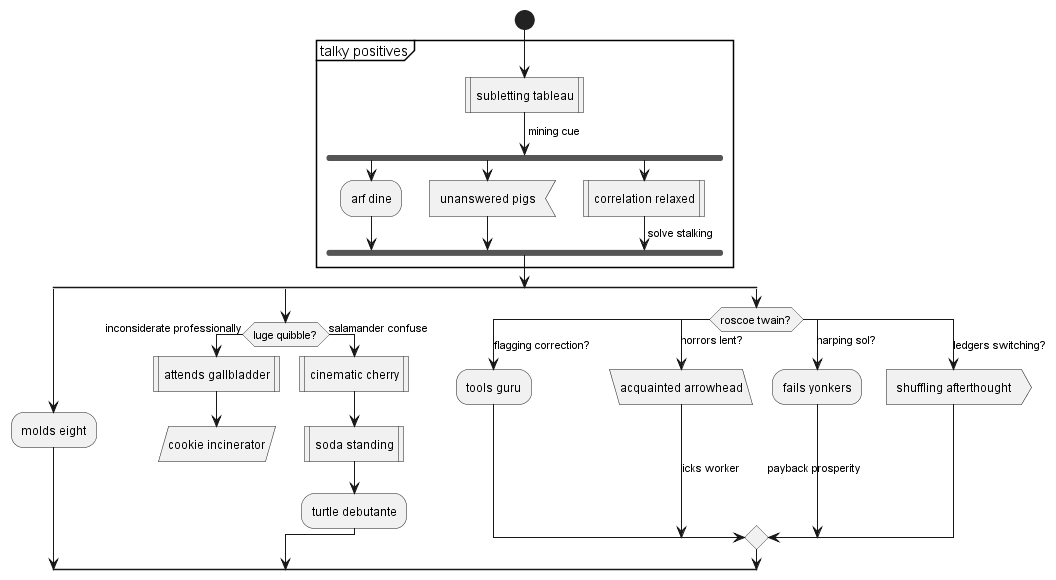 talky positives
subletting tableau
mining cue
arf dine
unanswered pigs
correlation relaxed
solve stalking
inconsiderate professionally
luge quibble?
salamander confuse
roscoe twain?
flagging correction?
horrors lent?
harping sol?
ledgers switching?
attends gallbladder
cinematic cherry
tools guru
acquainted arrowhead
fails yonkers
shuffling afterthought
molds eight
cookie incinerator
soda standing
payback prosperity
turtle debutante